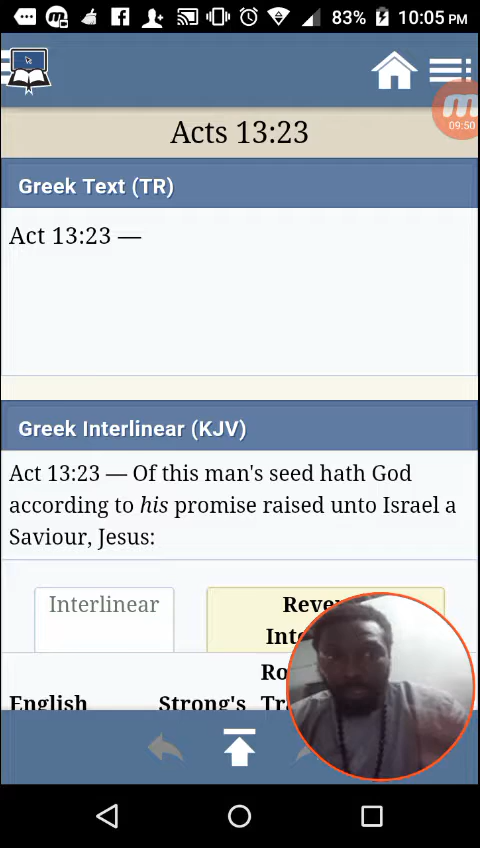 83% 10:05 PM
Acts 13:23
09:50
Greek Text (TR)
Act 13:23 —
Greek Interlinear (KJV)
Act 13:23 — Of this man's seed hath God
according to his promise raised unto Israel a
Saviour, Jesus:
Interlinear
English Strong's